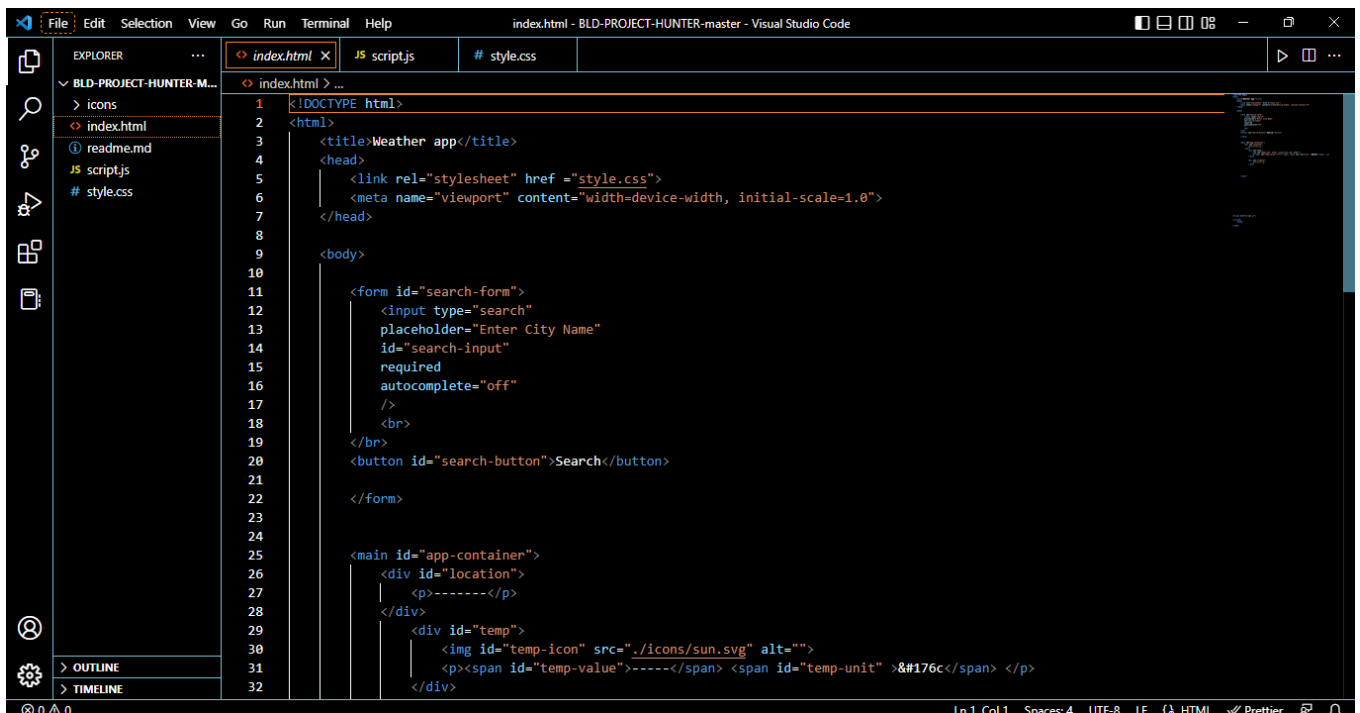 File Edit Selection View Go Run Terminal Help index.html - BLD-PROJECT-HUNTER-master - Visual Studio Code
EXPLORER ··· <> index.html × JS script.js # style.css ···
BLD-PROJECT-HUNTER-M... <> index.html > ...
> icons
<> index.html
readme.md
JS script.js
# style.css
1 <!DOCTYPE html>
2 <html>
3 <title>Weather app</title>
4 <head>
5 <link rel="stylesheet" href ="style.css">
6 <meta name="viewport" content="width=device-width, initial-scale=1.0">
7 </head>
8
9 <body>
10
11 <form id="search-form">
12 <input type="search"
13 placeholder="Enter City Name"
14 id="search-input"
15 required
16 autocomplete="off"
17 />
18 <br>
19 </br>
20 <button id="search-button">Search</button>
21
22 </form>
23
24
25 <main id="app-container">
26 <div id="location">
27 <p>-------</p>
28 </div>
29 <div id="temp">
30 <img id="temp-icon" src="./icons/sun.svg" alt="">
31 <p><span id="temp-value">-----</span> <span id="temp-unit" >&#176c</span> </p>
32 </div>
> OUTLINE
> TIMELINE
0 0 Ln 1, Col 1 Spaces: 4 UTF-8 LF {} HTML Prettier